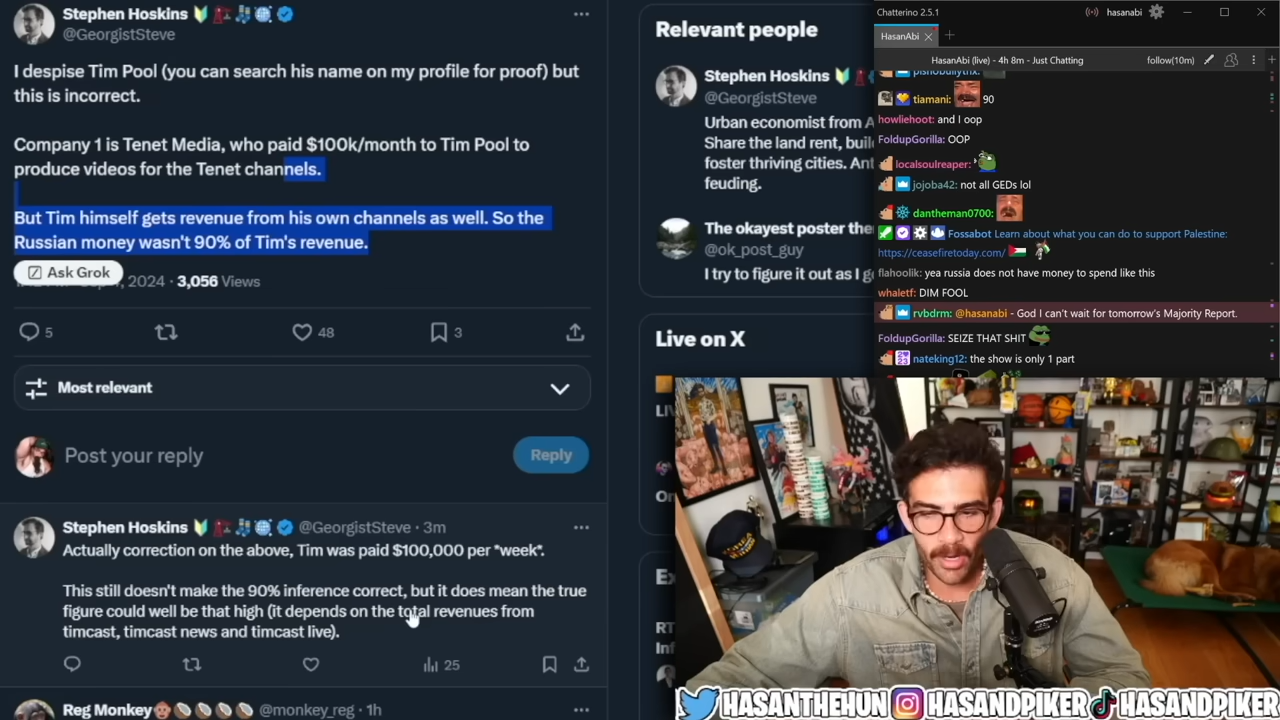 Stephen Hoskins
@GeorgistSteve
I despise Tim Pool (you can search his name on my profile for proof) but
this is incorrect.
Company 1 is Tenet Media, who paid $100k/month to Tim Pool to
produce videos for the Tenet channels.
But Tim himself gets revenue from his own channels as well. So the
Russian money wasn't 90% of Tim's revenue.
Ask Grok
, 2024 · 3,056 Views
5
48
3
Most relevant
Post your reply
Reply
Stephen Hoskins @GeorgistSteve · 3m
Actually correction on the above, Tim was paid $100,000 per *week*.
This still doesn't make the 90% inference correct, but it does mean the true
figure could well be that high (it depends on the total revenues from
timcast, timcast news and timcast live).
25
Reg Monkey @monkey_reg · 1h
Relevant people
Stephen Hoskins
@GeorgistSteve
Urban economist from A
Share the land rent, buil
foster thriving cities. Ant
feuding.
The okayest poster the
@ok_post_guy
I try to figure it out as I g
Live on X
LI
Chatterino 2.5.1
hasanabi
HasanAbi
HasanAbi (live) - 4h 8m - Just Chatting
follow(10m)
tiamani: 90
howliehoot: and I oop
FoldupGorilla: OOP
localsoulreaper:
jojoba42: not all GEDs lol
dantheman0700:
Fossabot Learn about what you can do to support Palestine:
https://ceasefiretoday.com/
flahoolik: yea russia does not have money to spend like this
whaletf: DIM FOOL
rvbdrm: @hasanabi - God I can't wait for tomorrow's Majority Report.
FoldupGorilla: SEIZE THAT SHIT
nateking12: the show is only 1 part
HASANTHEHUN HASANDPIKER HASANDPIKER